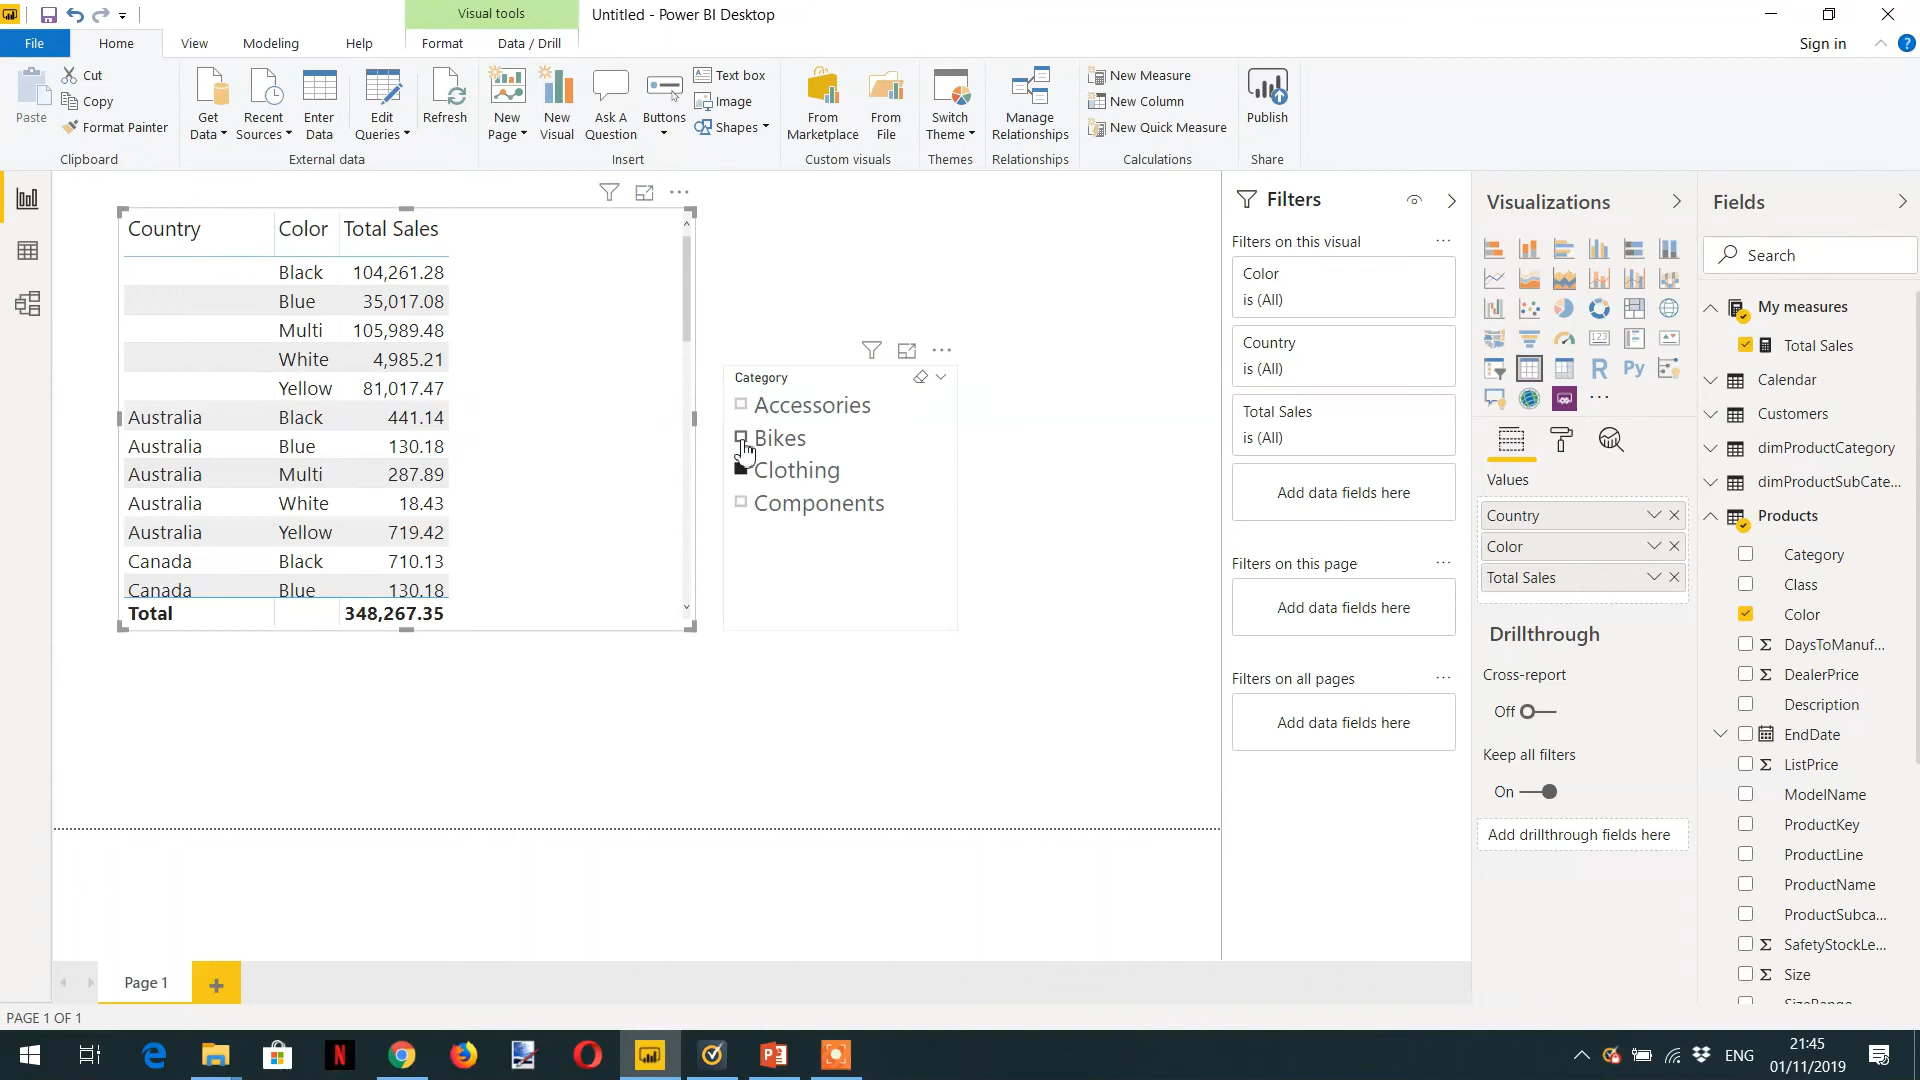 Visual tools
Untitled - Power BI Desktop
File
Home
View
Modeling
Help
Format
Data / Drill
Sign in
Paste
Cut
Copy
Format Painter
Clipboard
Get Data
Recent Sources
Enter Data
Edit Queries
Refresh
External data
New Page
New Visual
Ask A Question
Buttons
Text box
Image
Shapes
Insert
From Marketplace
From File
Custom visuals
Switch Theme
Themes
Manage Relationships
Relationships
New Measure
New Column
New Quick Measure
Calculations
Publish
Share
Country Color Total Sales
Black 104,261.28
Blue 35,017.08
Multi 105,989.48
White 4,985.21
Yellow 81,017.47
Australia Black 441.14
Australia Blue 130.18
Australia Multi 287.89
Australia White 18.43
Australia Yellow 719.42
Canada Black 710.13
Canada Blue 130.18
Total 348,267.35
Category
Accessories
Bikes
Clothing
Components
Filters
Filters on this visual
Color
is (All)
Country
is (All)
Total Sales
is (All)
Add data fields here
Filters on this page
Add data fields here
Filters on all pages
Add data fields here
Visualizations
R
Py
123
Values
Country
Color
Total Sales
Drillthrough
Cross-report
Off
Keep all filters
On
Add drillthrough fields here
Fields
Search
My measures
Total Sales
Calendar
Customers
dimProductCategory
dimProductSubCate...
Products
Category
Class
Color
DaysToManuf...
DealerPrice
Description
EndDate
ListPrice
ModelName
ProductKey
ProductLine
ProductName
ProductSubca...
SafetyStockLe...
Size
Page 1
PAGE 1 OF 1
ENG
21:45
01/11/2019